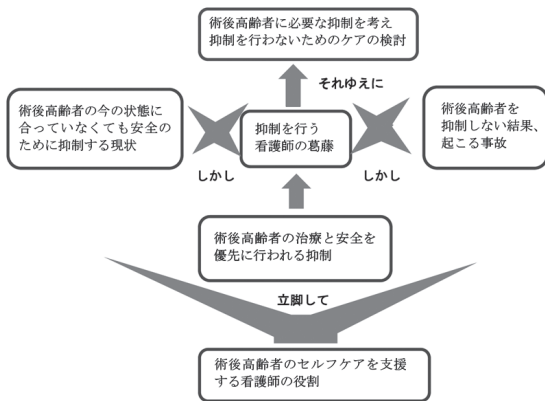 術後高齢者に必要な抑制を考え
抑制を行わないためのケアの検討
それゆえに
術後高齢者の今の状態に
合っていなくても安全の
ために抑制する現状
抑制を行う
看護師の葛藤
術後高齢者を
抑制しない結果、
起こる事故
しかし
しかし
術後高齢者の治療と安全を
優先に行われる抑制
立脚して
術後高齢者のセルフケアを支援
する看護師の役割